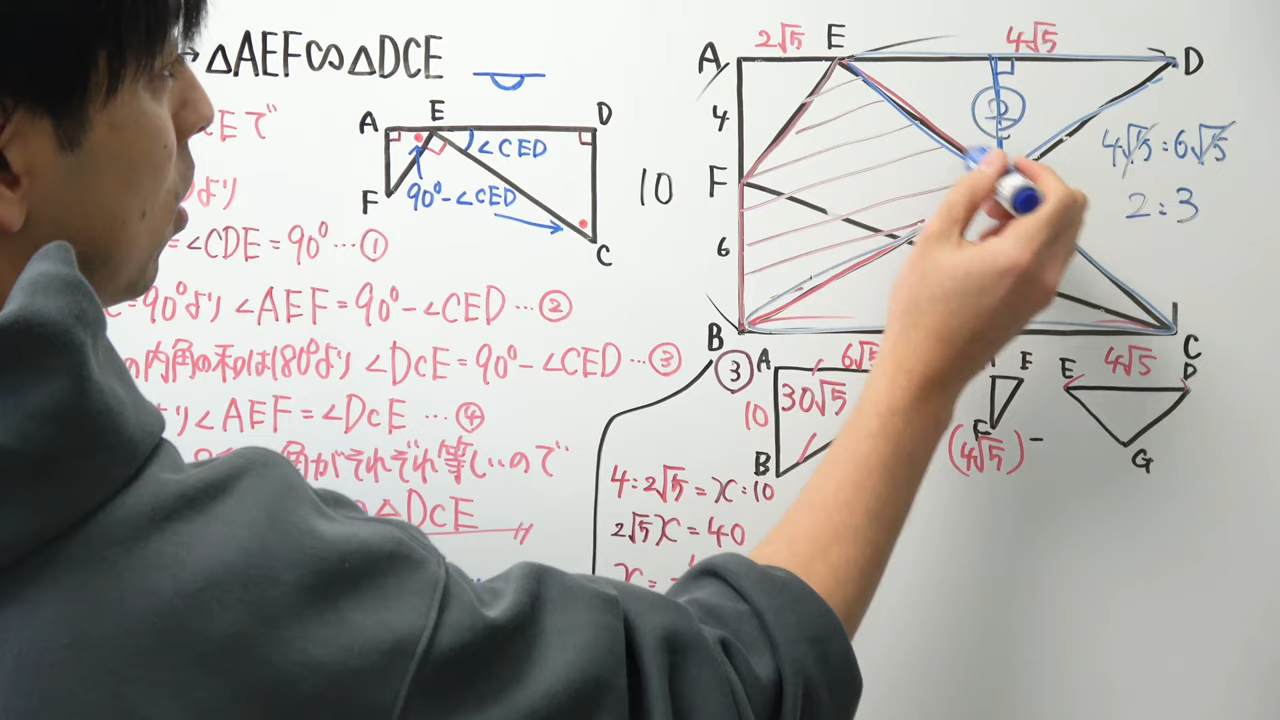 → △AEF∽△DCE
Eで
より
=∠CDE=90°…①
=90°より∠AEF=90°-∠CED…②
の内角の和は180°より∠DCE=90°-∠CED…③
より∠AEF=∠DCE…④
角がそれぞれ等しいので
△DCE
A E D
∠CED
90°-∠CED
F
C
A 2√5 E 4√5 D
4
②
10
F
6
B C
4√5:6√5
2:3
③
A 6√5
10 30√5
B
E
F
(4√5) -
4√5
E D
G
4:2√5=x:10
2√5x=40
x=